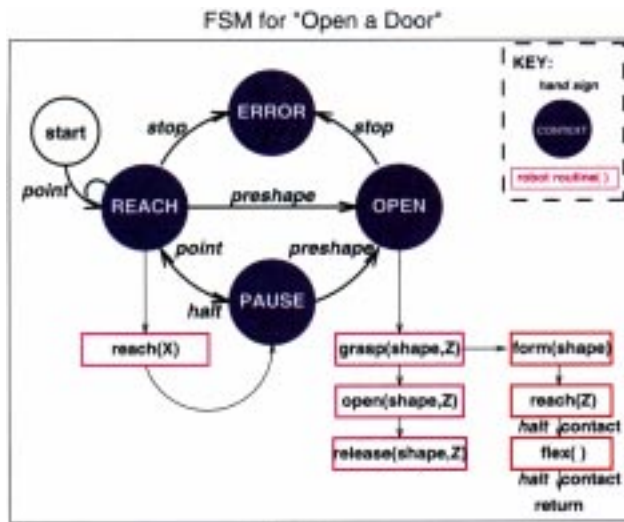 FSM for "Open a Door"
KEY:
hand sign
CONTEXT
robot routine( )
start
ERROR
stop
stop
point
REACH
preshape
OPEN
point
preshape
halt
PAUSE
reach(X)
grasp(shape,Z)
form(shape)
open(shape,Z)
reach(Z)
halt contact
release(shape,Z)
flex( )
halt contact
return